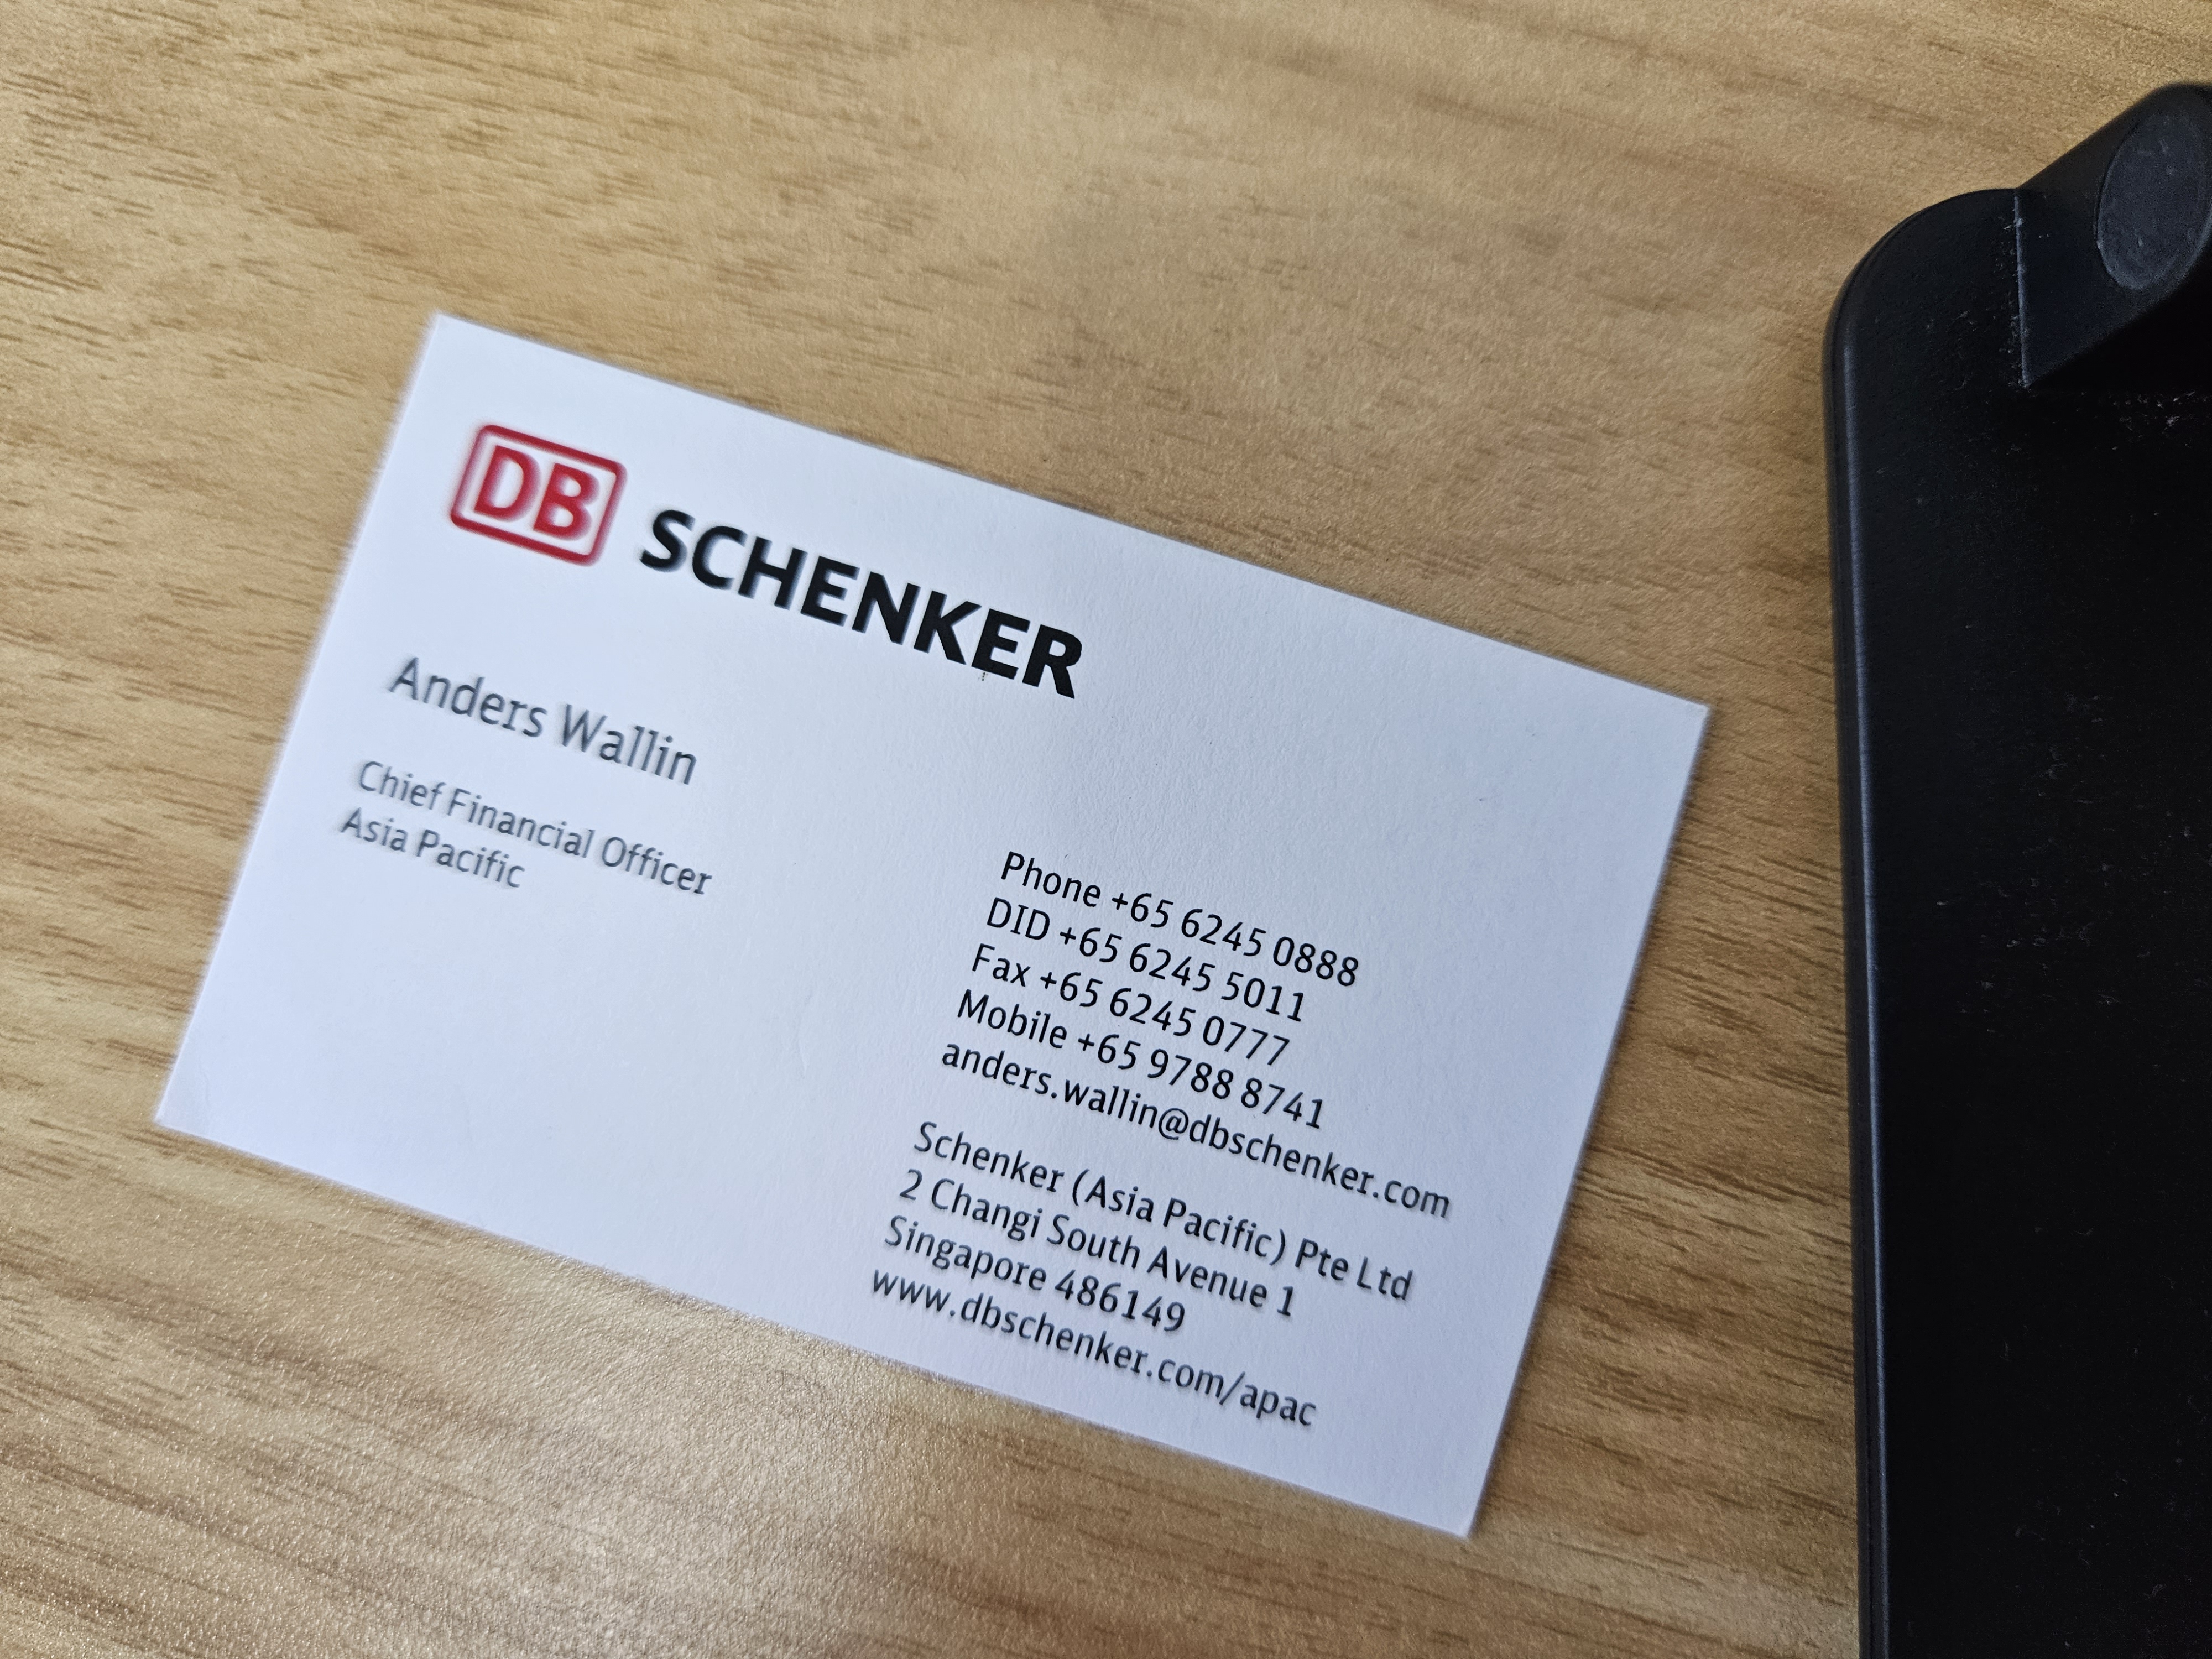 DB SCHENKER
Anders Wallin
Chief Financial Officer
Asia Pacific
Phone +65 6245 0888
DID +65 6245 5011
Fax +65 6245 0777
Mobile +65 9788 8741
anders.wallin@dbschenker.com
Schenker (Asia Pacific) Pte Ltd
2 Changi South Avenue 1
Singapore 486149
www.dbschenker.com/apac